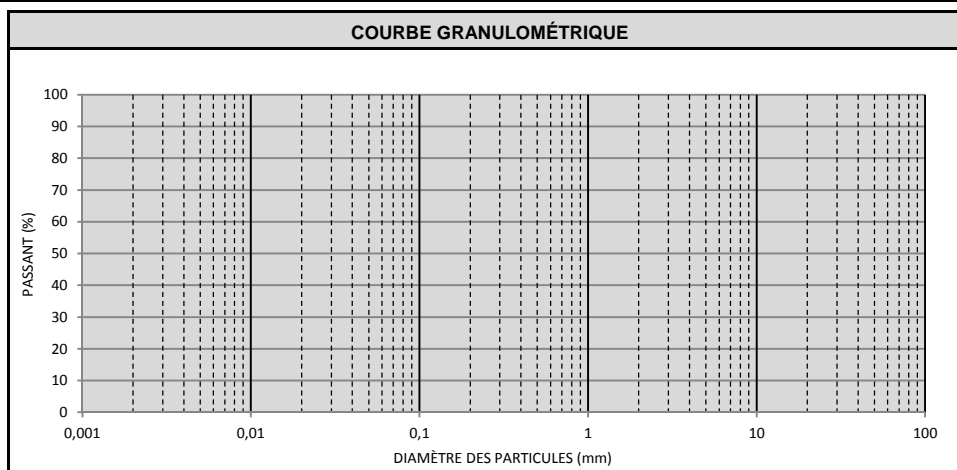 COURBE GRANULOMÉTRIQUE
100
90
80
70
60
50
40
30
20
10
0
PASSANT (%)
0,001 0,01 0,1 1 10 100
DIAMÈTRE DES PARTICULES (mm)